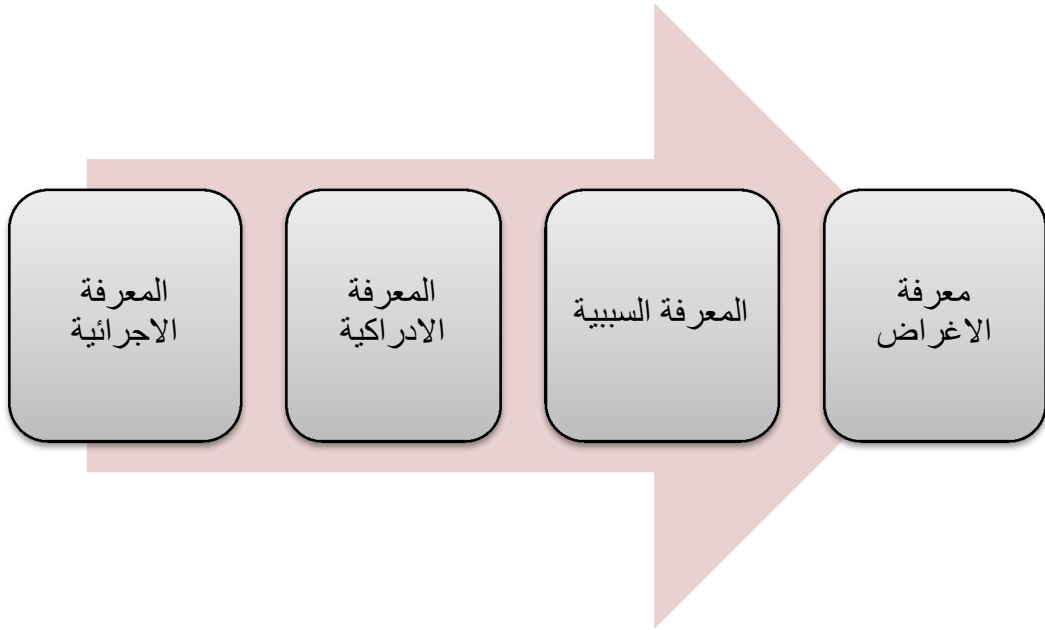 المعرفة
الاجرائية
المعرفة
الادراكية
المعرفة السببية
معرفة
الاغراض